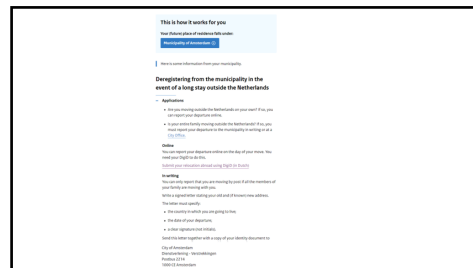 This is how it works for you
Your (future) place of residence falls under:
Municipality of Amsterdam
Here is some information from your municipality.
Deregistering from the municipality in the
event of a long stay outside the Netherlands
Applications
Are you moving outside the Netherlands on your own? If so, you
can report your departure online.
Is your entire family moving outside the Netherlands? If so, you
must report your departure to the municipality in writing or at a
City Office.
Online
You can report your departure online on the day of your move. You
need your DigiD to do this.
Submit your relocation abroad using DigiD (in Dutch)
In writing
You can only report that you are moving by post if all the members of
your family are moving with you.
Write a signed letter stating your old and (if known) new address.
The letter must specify:
the country in which you are going to live;
the date of your departure;
a clear signature (not initials).
Send the letter together with a copy of your identity document to:
City of Amsterdam
Dienstverlening - Verstrekkingen
Postbus 2214
1000 CE Amsterdam